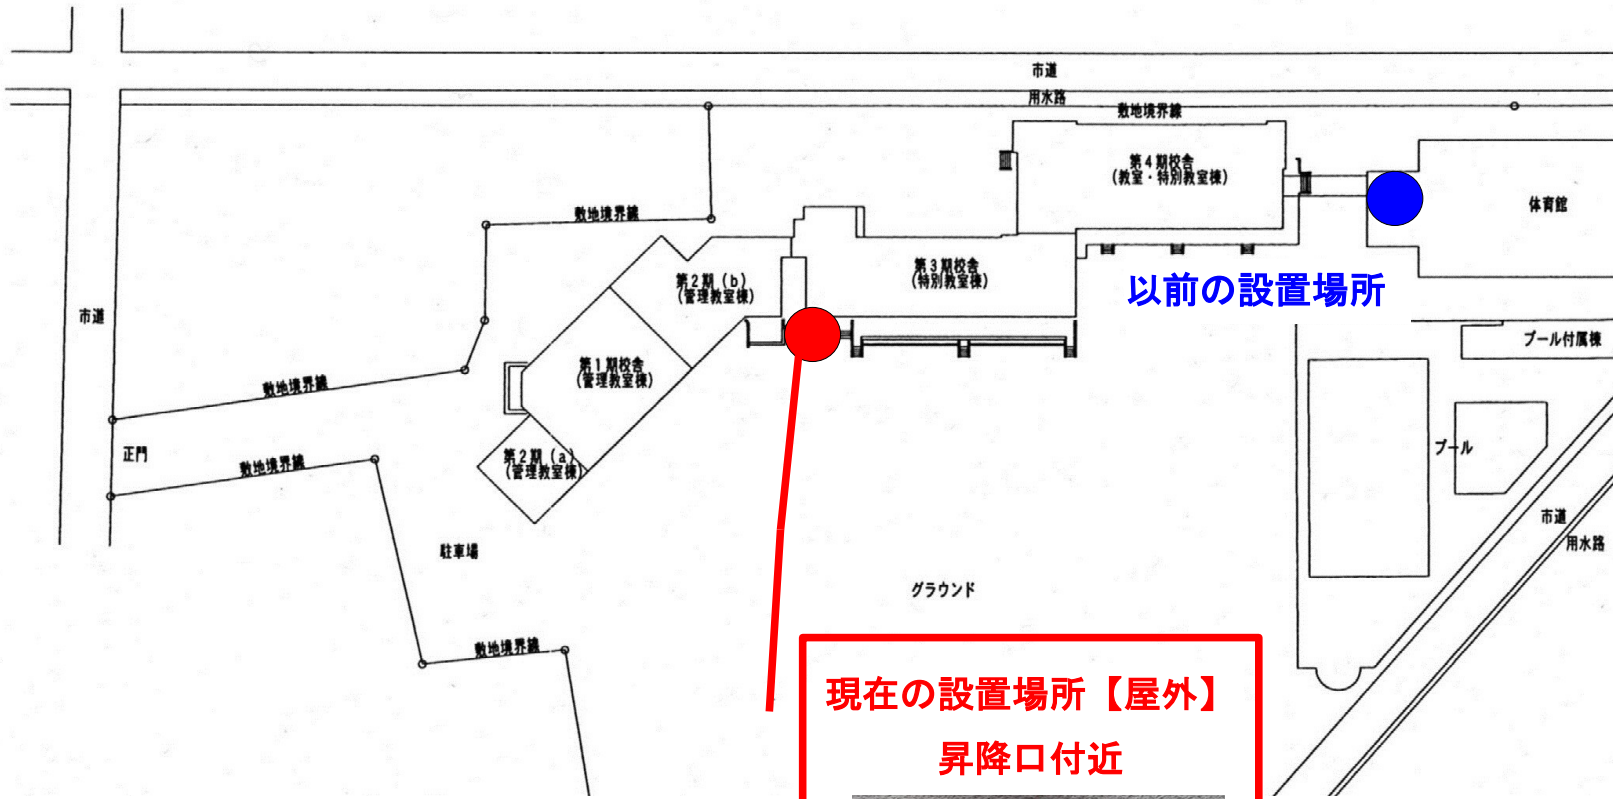 市道
用水路
敷地境界線
第4期校舎
(教室・特別教室棟)
体育館
敷地境界線
第3期校舎
(特別教室棟)
第2期(b)
(管理教室棟)
以前の設置場所
市道
プール付属棟
第1期校舎
(管理教室棟)
敷地境界線
正門
敷地境界線
第2期(a)
(管理教室棟)
プール
市道
用水路
駐車場
グラウンド
敷地境界線
現在の設置場所【屋外】
昇降口付近